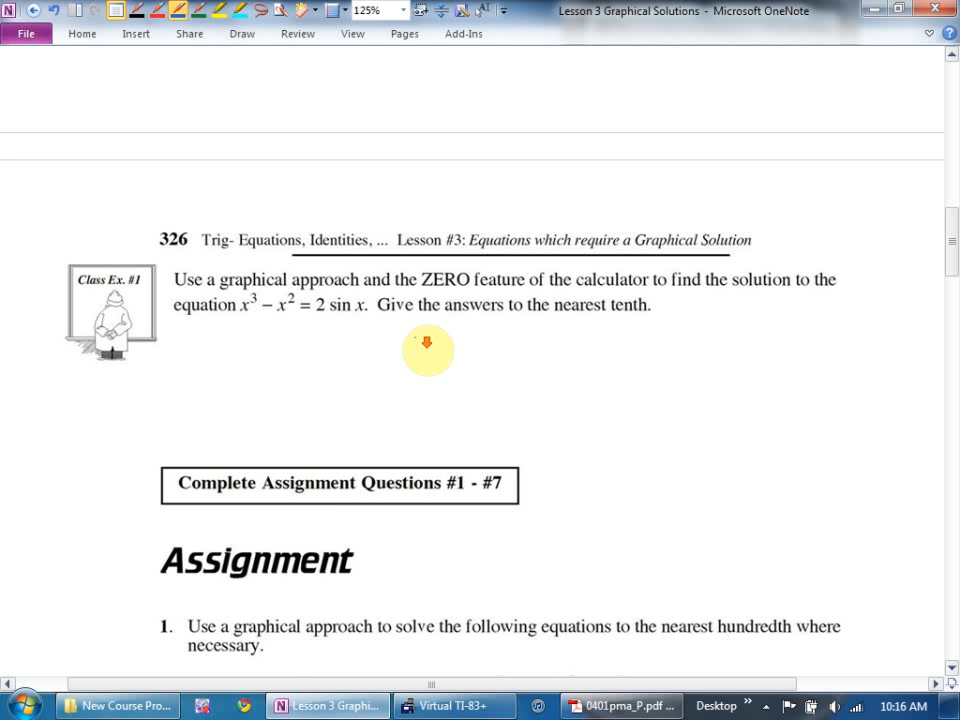 Lesson 3 Graphical Solutions - Microsoft OneNote
125%
File Home Insert Share Draw Review View Pages Add-Ins
326 Trig- Equations, Identities, ... Lesson #3: Equations which require a Graphical Solution
Class Ex. #1
Use a graphical approach and the ZERO feature of the calculator to find the solution to the
equation x³ – x² = 2 sin x. Give the answers to the nearest tenth.
Complete Assignment Questions #1 - #7
Assignment
1. Use a graphical approach to solve the following equations to the nearest hundredth where
necessary.
New Course Pro... Lesson 3 Graphi... Virtual TI-83+ 0401pma_P.pdf ... Desktop 10:16 AM